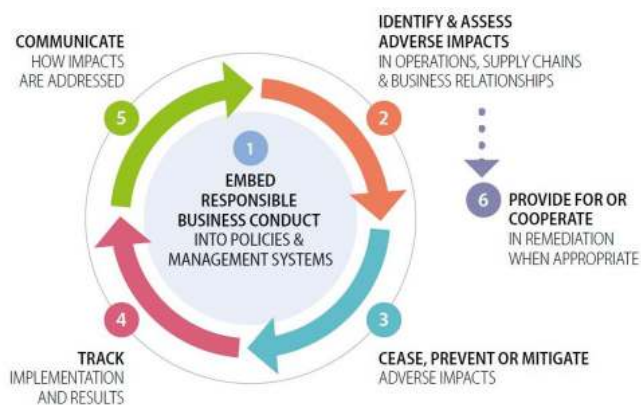 1
EMBED
RESPONSIBLE
BUSINESS CONDUCT
INTO POLICIES &
MANAGEMENT SYSTEMS
2
IDENTIFY & ASSESS
ADVERSE IMPACTS
IN OPERATIONS, SUPPLY CHAINS
& BUSINESS RELATIONSHIPS
3
CEASE, PREVENT OR MITIGATE
ADVERSE IMPACTS
4
TRACK
IMPLEMENTATION
AND RESULTS
5
COMMUNICATE
HOW IMPACTS
ARE ADDRESSED
6
PROVIDE FOR OR
COOPERATE
IN REMEDIATION
WHEN APPROPRIATE